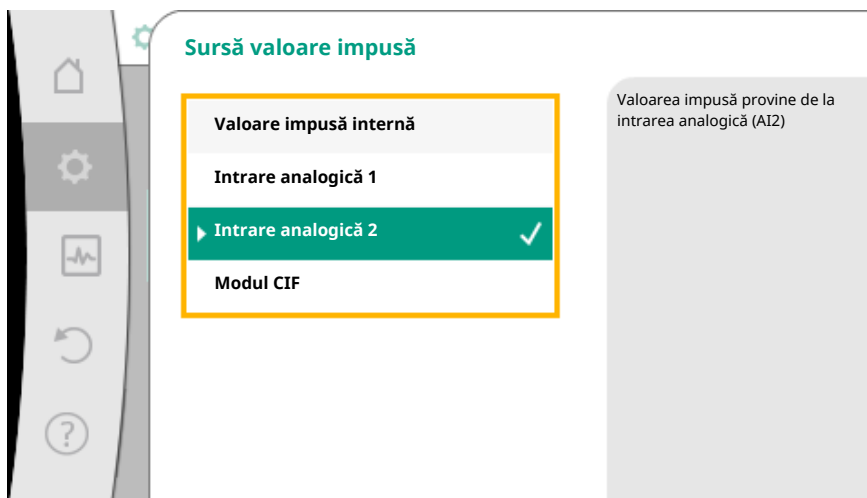 Sursă valoare impusă
Valoare impusă internă
Intrare analogică 1
Intrare analogică 2
Modul CIF
Valoarea impusă provine de la
intrarea analogică (AI2)